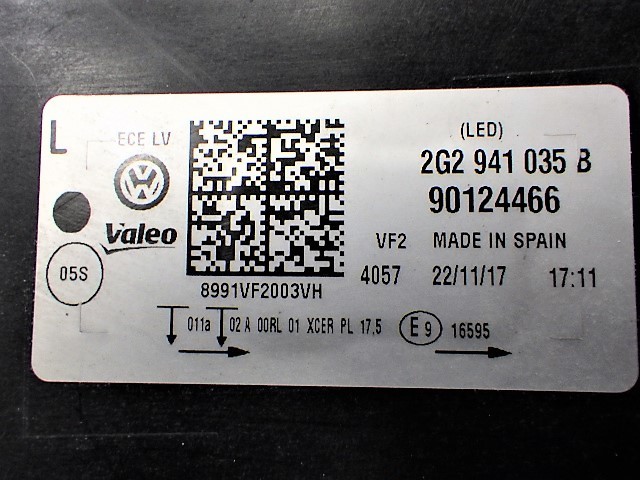 L
ECE LV
(LED)
2G2 941 035 B
90124466
Valeo
VF2 MADE IN SPAIN
05S
4057 22/11/17 17:11
8991VF2003VH
011a 02 A 00RL 01 XCER PL 17,5 E9 16595